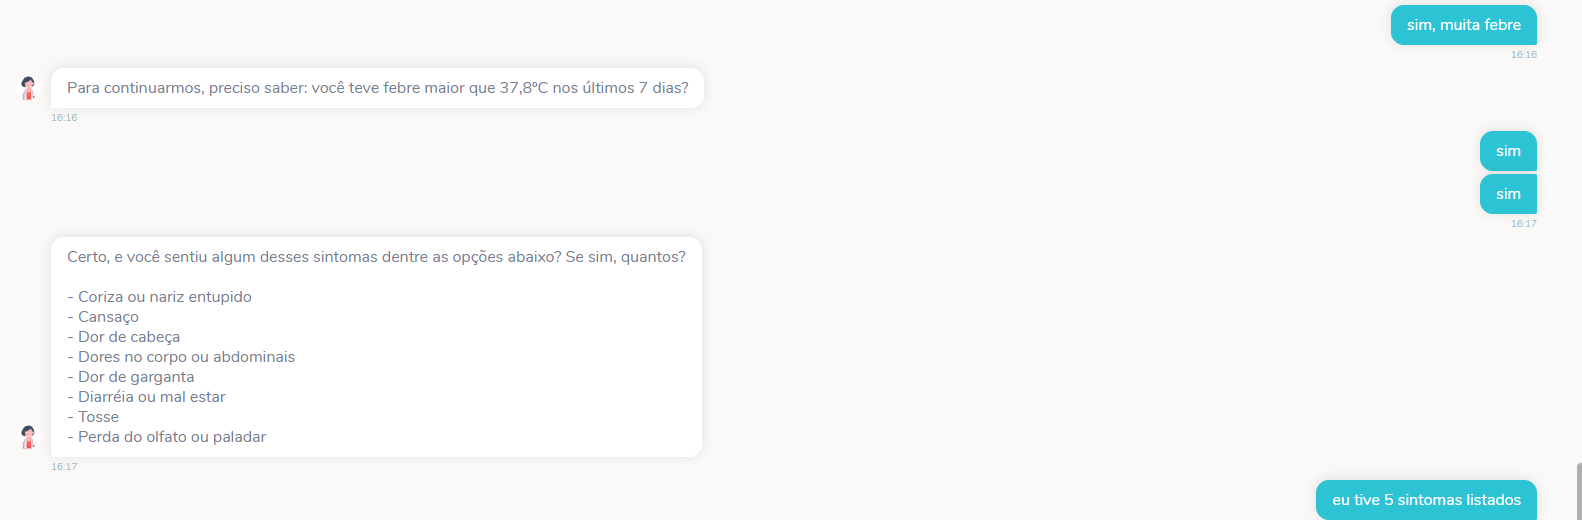 sim, muita febre
16:16
Para continuarmos, preciso saber: você teve febre maior que 37,8ºC nos últimos 7 dias?
16:16
sim
sim
16:17
Certo, e você sentiu algum desses sintomas dentre as opções abaixo? Se sim, quantos?
- Coriza ou nariz entupido
- Cansaço
- Dor de cabeça
- Dores no corpo ou abdominais
- Dor de garganta
- Diarréia ou mal estar
- Tosse
- Perda do olfato ou paladar
16:17
eu tive 5 sintomas listados